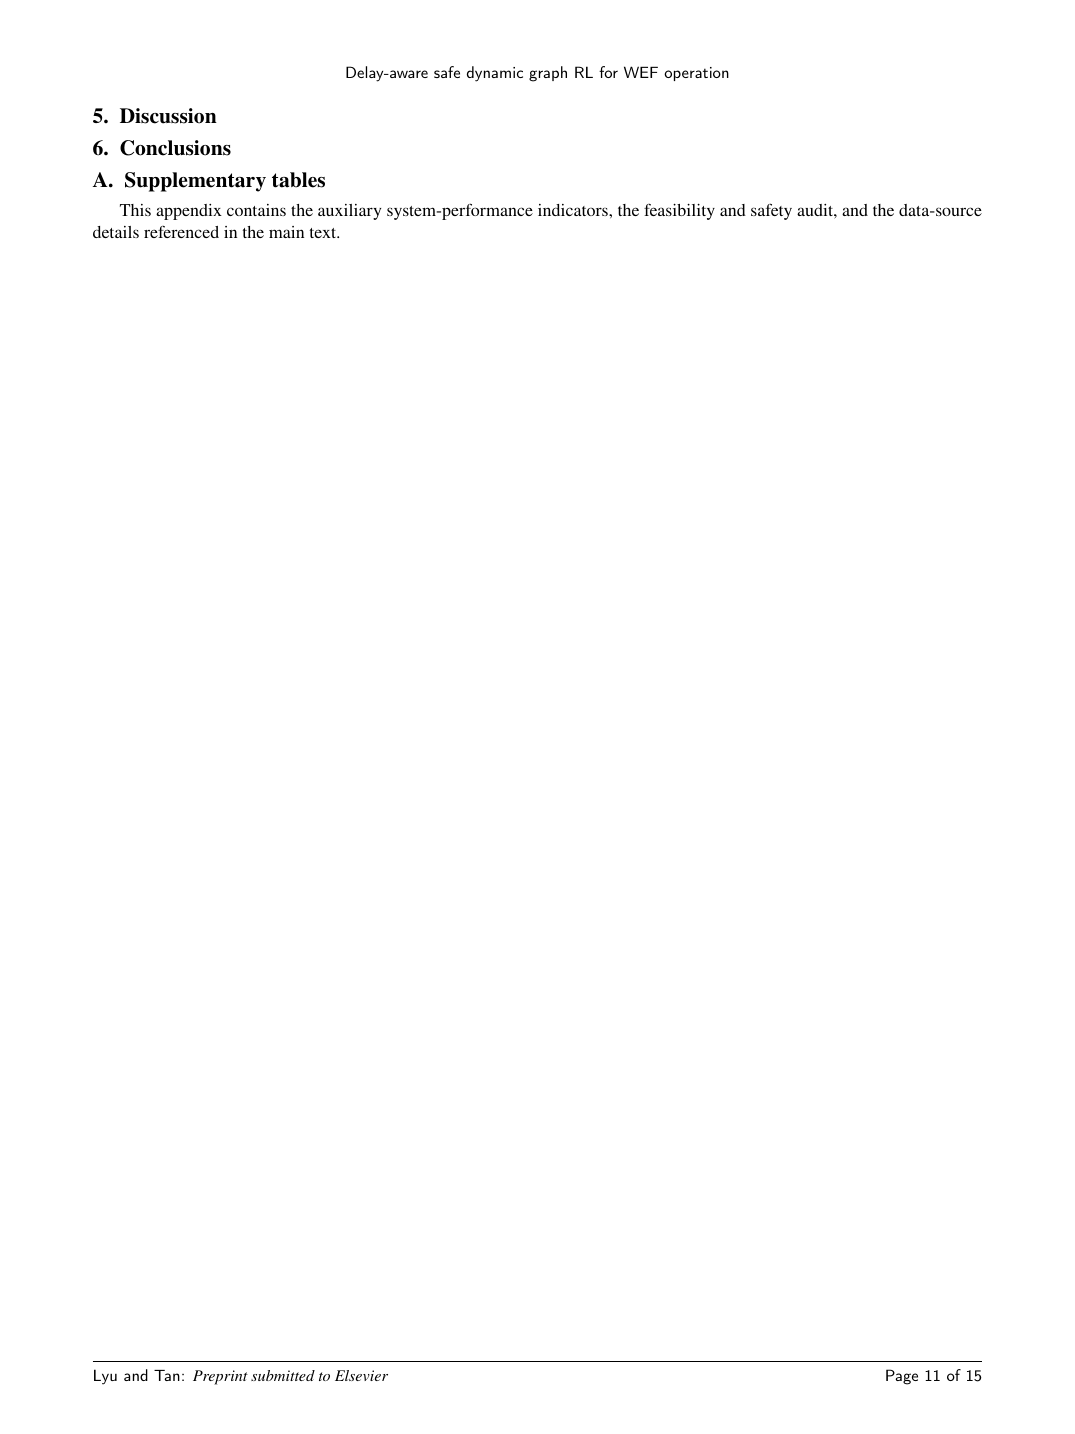 Delay-aware safe dynamic graph RL for WEF operation
5. Discussion
6. Conclusions
A. Supplementary tables
This appendix contains the auxiliary system-performance indicators, the feasibility and safety audit, and the data-source
details referenced in the main text.
Lyu and Tan: Preprint submitted to Elsevier Page 11 of 15